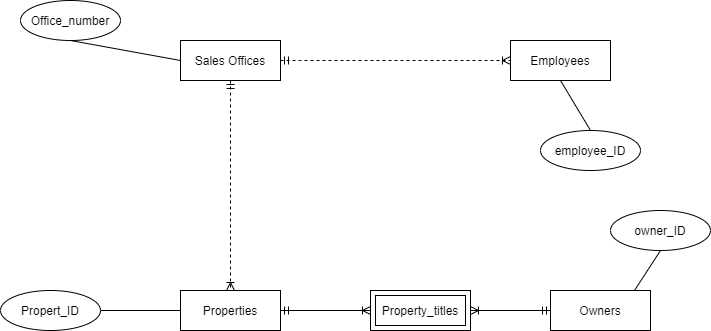 Office_number
Sales Offices
Employees
employee_ID
owner_ID
Propert_ID
Properties
Property_titles
Owners